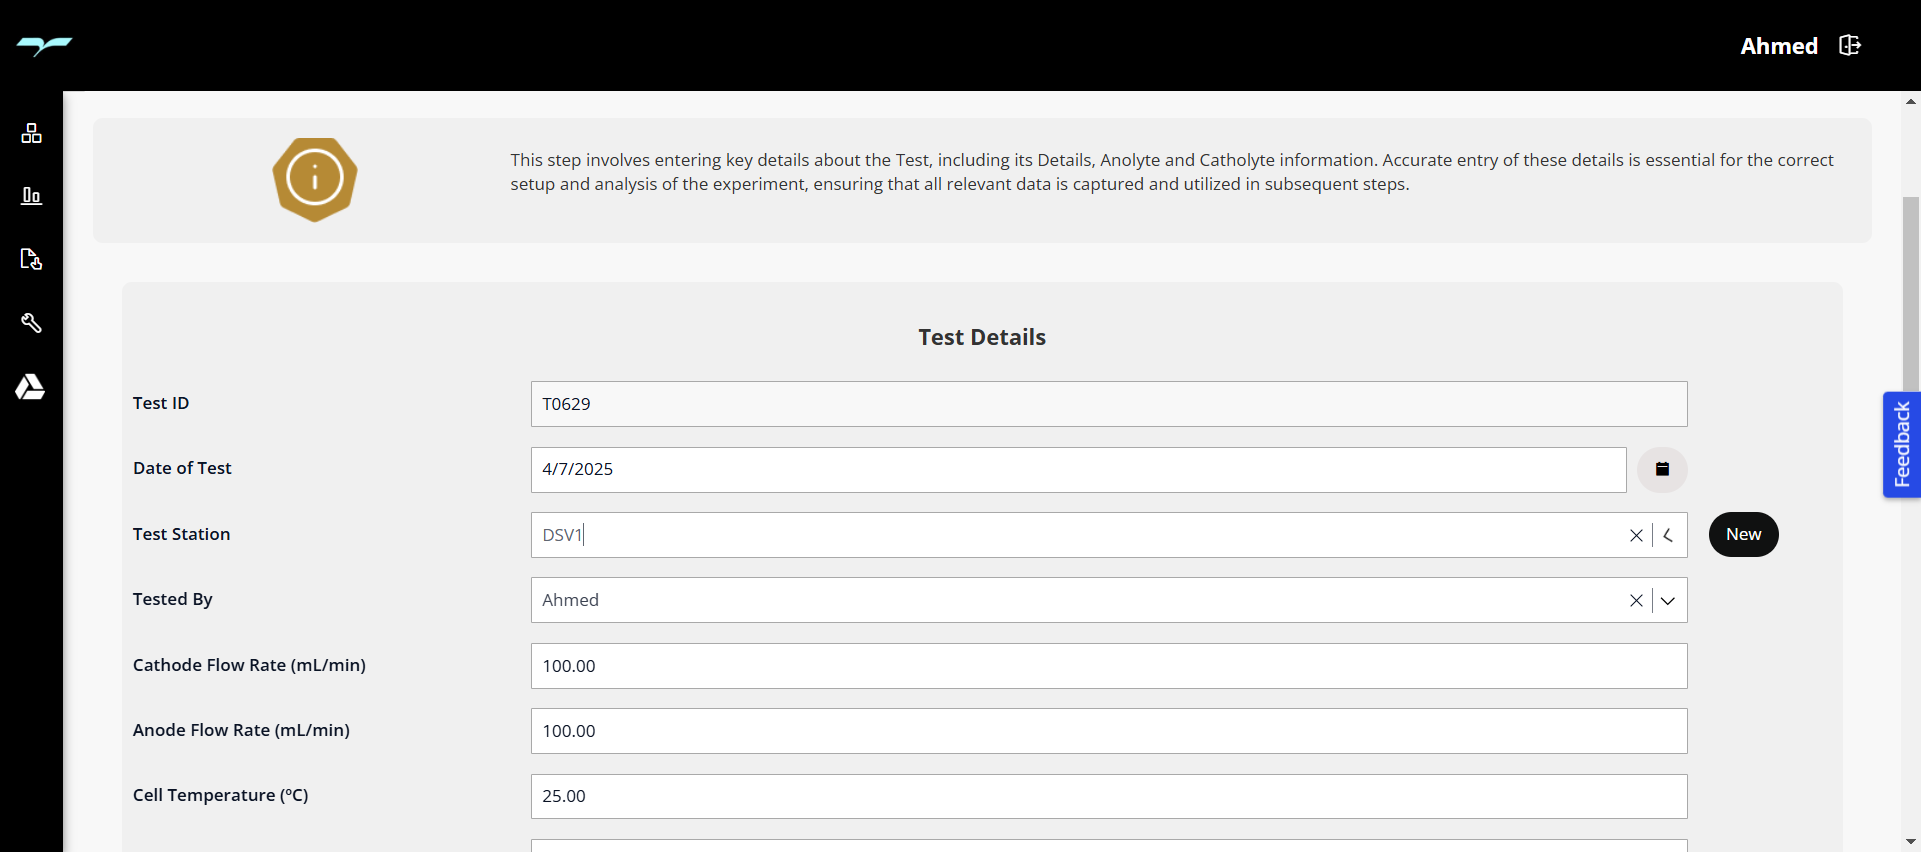 Ahmed
This step involves entering key details about the Test, including its Details, Anolyte and Catholyte information. Accurate entry of these details is essential for the correct
setup and analysis of the experiment, ensuring that all relevant data is captured and utilized in subsequent steps.
Test Details
Test ID
T0629
Date of Test
4/7/2025
Test Station
DSV1
New
Tested By
Ahmed
Cathode Flow Rate (mL/min)
100.00
Anode Flow Rate (mL/min)
100.00
Cell Temperature (ºC)
25.00
Feedback